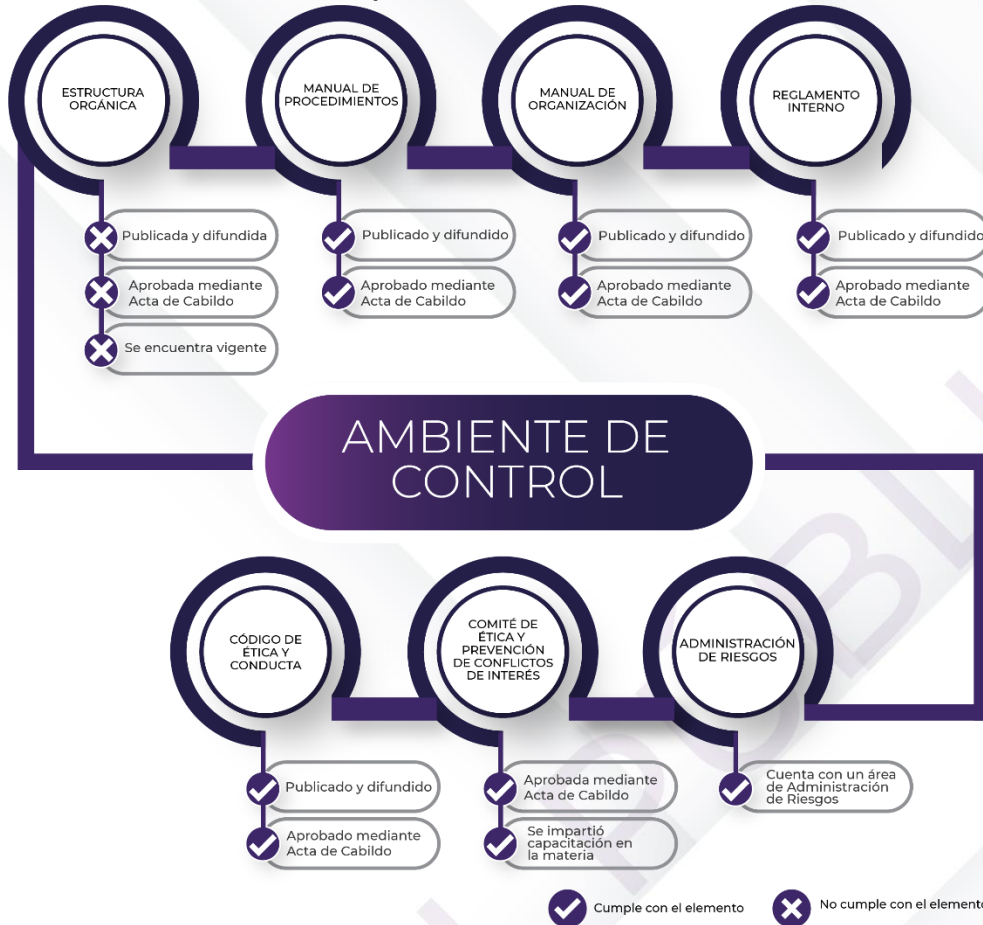 ESTRUCTURA
ORGÁNICA
MANUAL DE
PROCEDIMIENTOS
MANUAL DE
ORGANIZACIÓN
REGLAMENTO
INTERNO
Publicada y difundida
Aprobada mediante
Acta de Cabildo
Se encuentra vigente
Publicado y difundido
Aprobado mediante
Acta de Cabildo
Publicado y difundido
Aprobado mediante
Acta de Cabildo
Publicado y difundido
Aprobado mediante
Acta de Cabildo
AMBIENTE DE
CONTROL
CÓDIGO DE
ÉTICA Y
CONDUCTA
COMITÉ DE
ÉTICA Y
PREVENCIÓN
DE CONFLICTOS
DE INTERÉS
ADMINISTRACIÓN
DE RIESGOS
Publicado y difundido
Aprobado mediante
Acta de Cabildo
Aprobada mediante
Acta de Cabildo
Se impartió
capacitación en
la materia
Cuenta con un área
de Administración
de Riesgos
Cumple con el elemento
No cumple con el elemento